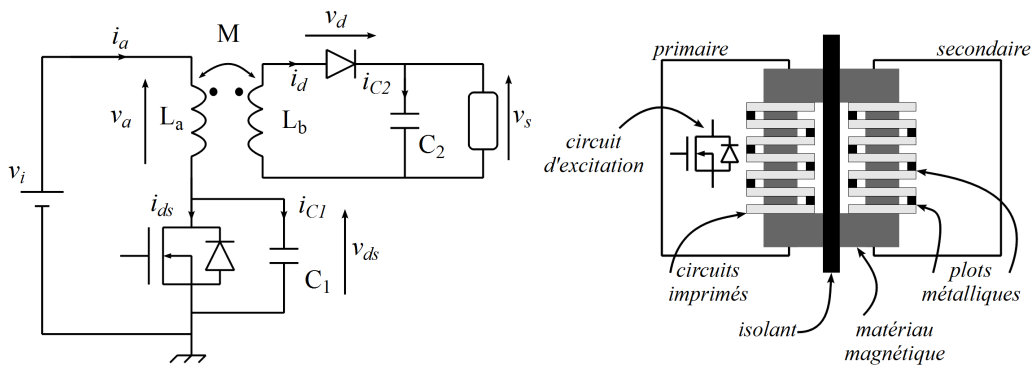 i_a
M
v_a
L_a
L_b
i_d
v_d
i_C2
C_2
v_s
v_i
i_ds
i_C1
C_1
v_ds
primaire
secondaire
circuit
d'excitation
circuits
imprimés
isolant
matériau
magnétique
plots
métalliques